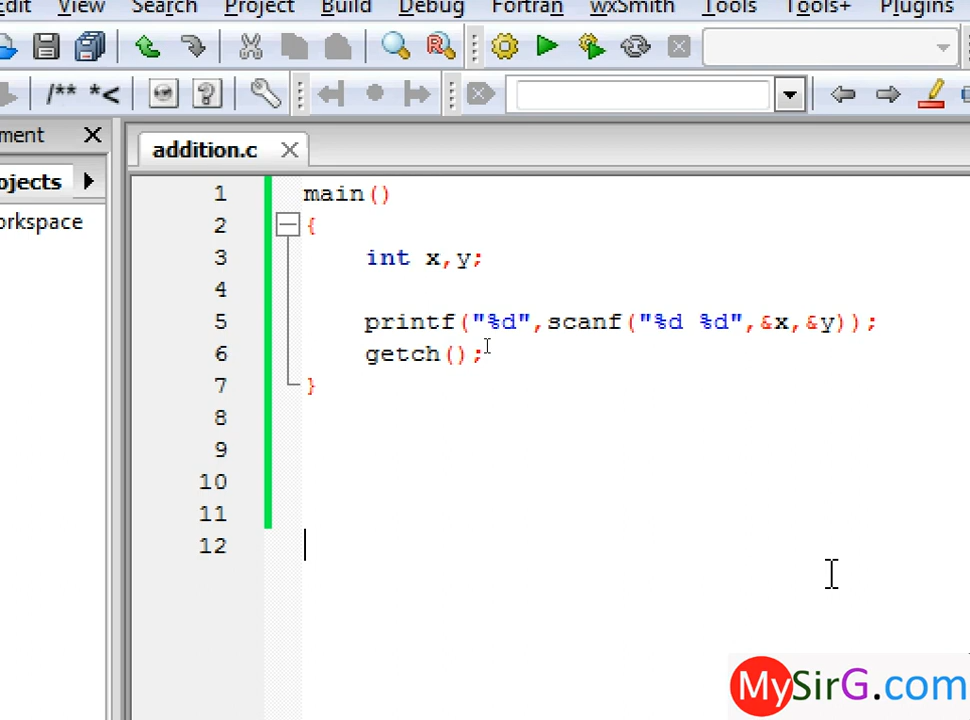 dit View Search Project Build Debug Fortran wxSmith Tools Tools+ Plugins
/** *<
ment
addition.c
ojects
orkspace
1 main()
2 {
3 int x,y;
4
5 printf("%d",scanf("%d %d",&x,&y));
6 getch();
7 }
8
9
10
11
12
MySirG.com